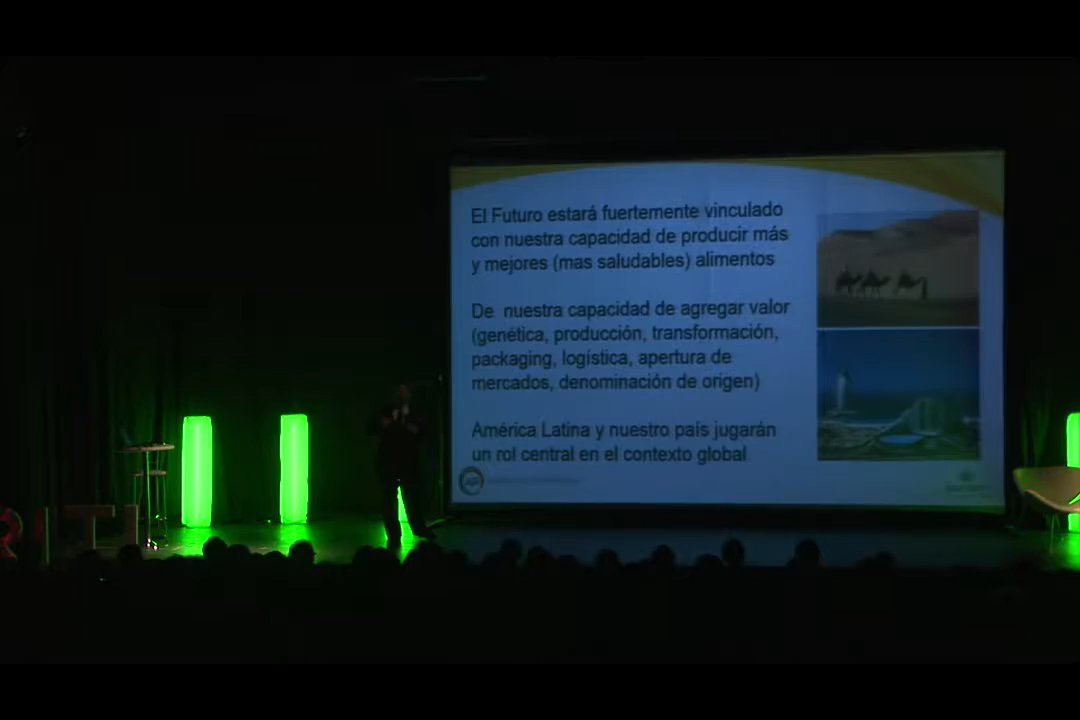 El Futuro estará fuertemente vinculado
con nuestra capacidad de producir más
y mejores (mas saludables) alimentos
De nuestra capacidad de agregar valor
(genética, producción, transformación,
packaging, logística, apertura de
mercados, denominación de origen)
América Latina y nuestro país jugarán
un rol central en el contexto global